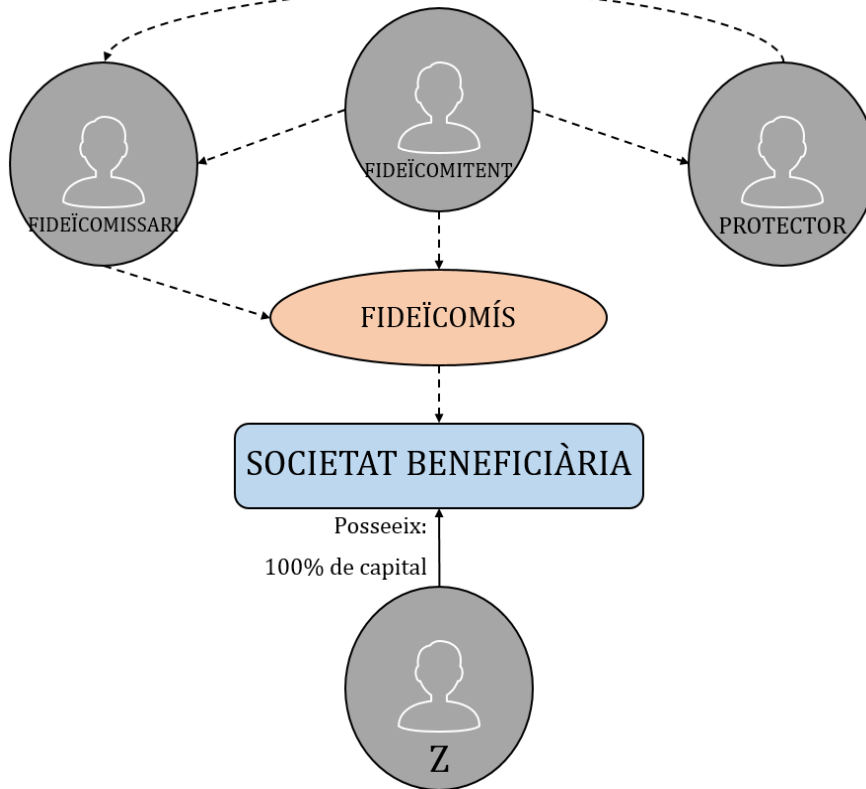 FIDEÏCOMITENT
FIDEÏCOMISSARI
PROTECTOR
FIDEÏCOMÍS
SOCIETAT BENEFICIÀRIA
Posseeix:
100% de capital
Z